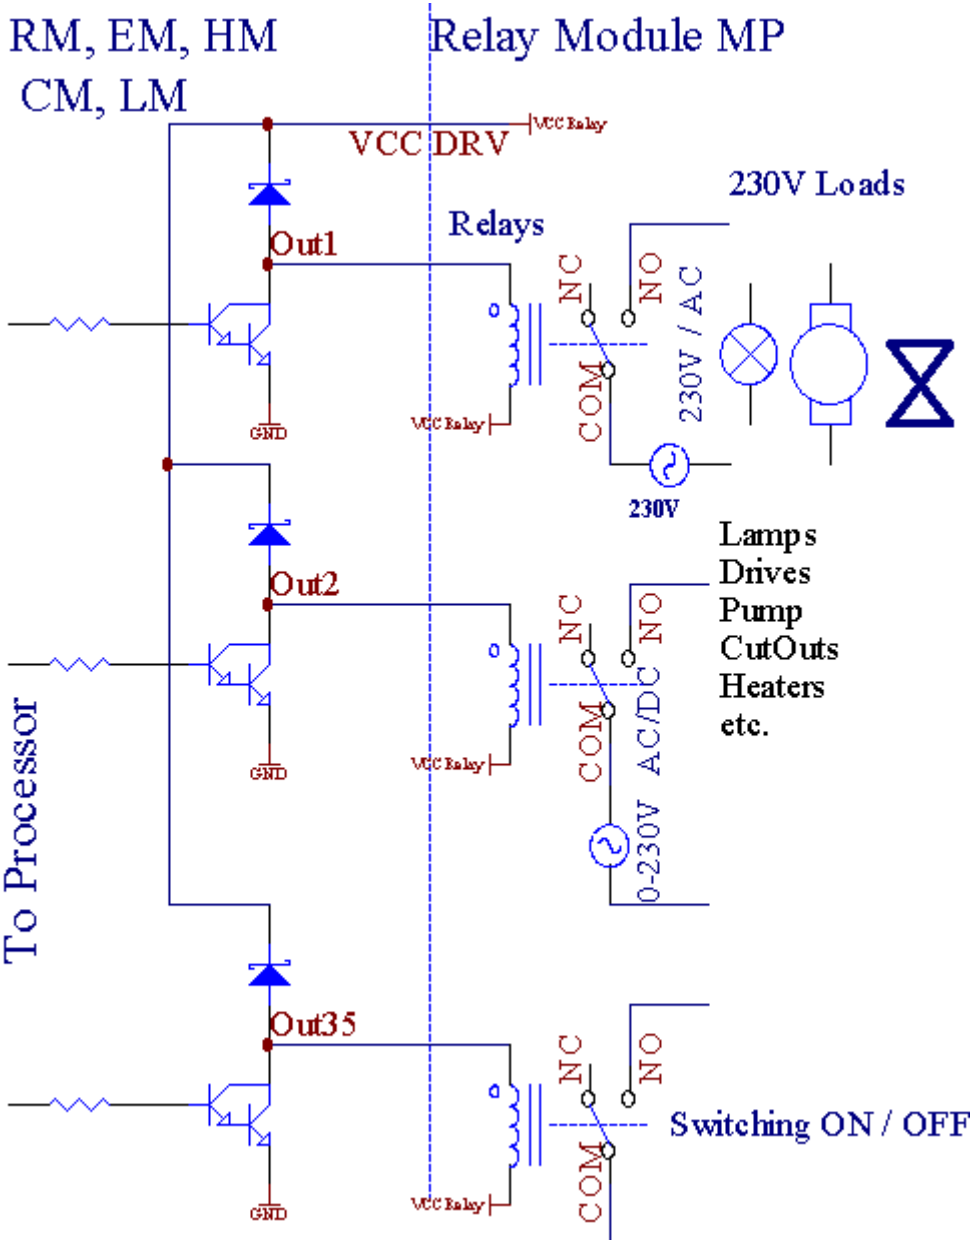 RM, EM, HM
CM, LM
Relay Module MP
VCC DRV
VCC Relay
230V Loads
Relays
Out1
NC
NO
230V / AC
COM
VCC Relay
GND
230V
Out2
NC
NO
Lamps
Drives
Pump
CutOuts
Heaters
etc.
COM
0-230V AC/DC
VCC Relay
GND
To Processor
Out35
NC
NO
Switching ON / OFF
COM
VCC Relay
GND